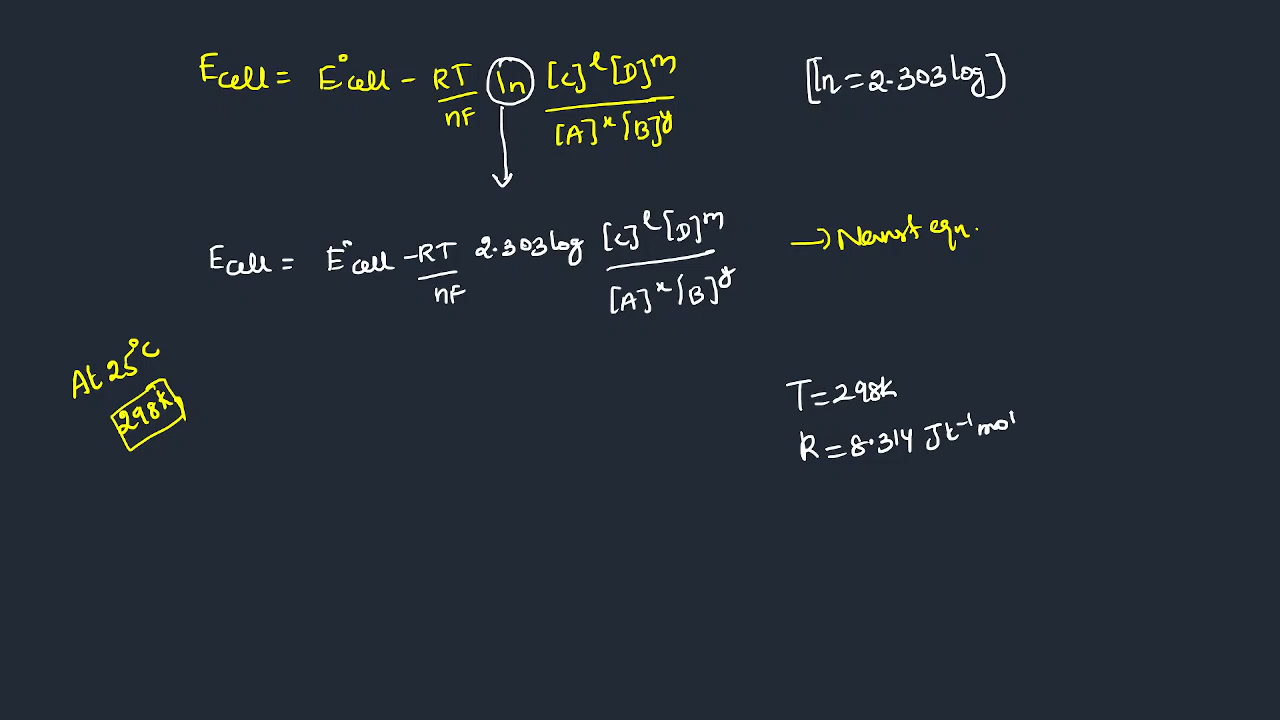 Ecell = E°cell - RT/nF ln [C]^l [D]^m / [A]^x [B]^y [ln = 2.303 log]
Ecell = E°cell - RT/nF 2.303 log [C]^l [D]^m / [A]^x [B]^y → Nernst eqn.
At 25°C
298K
T = 298K
R = 8.314 JK^-1 mol^1